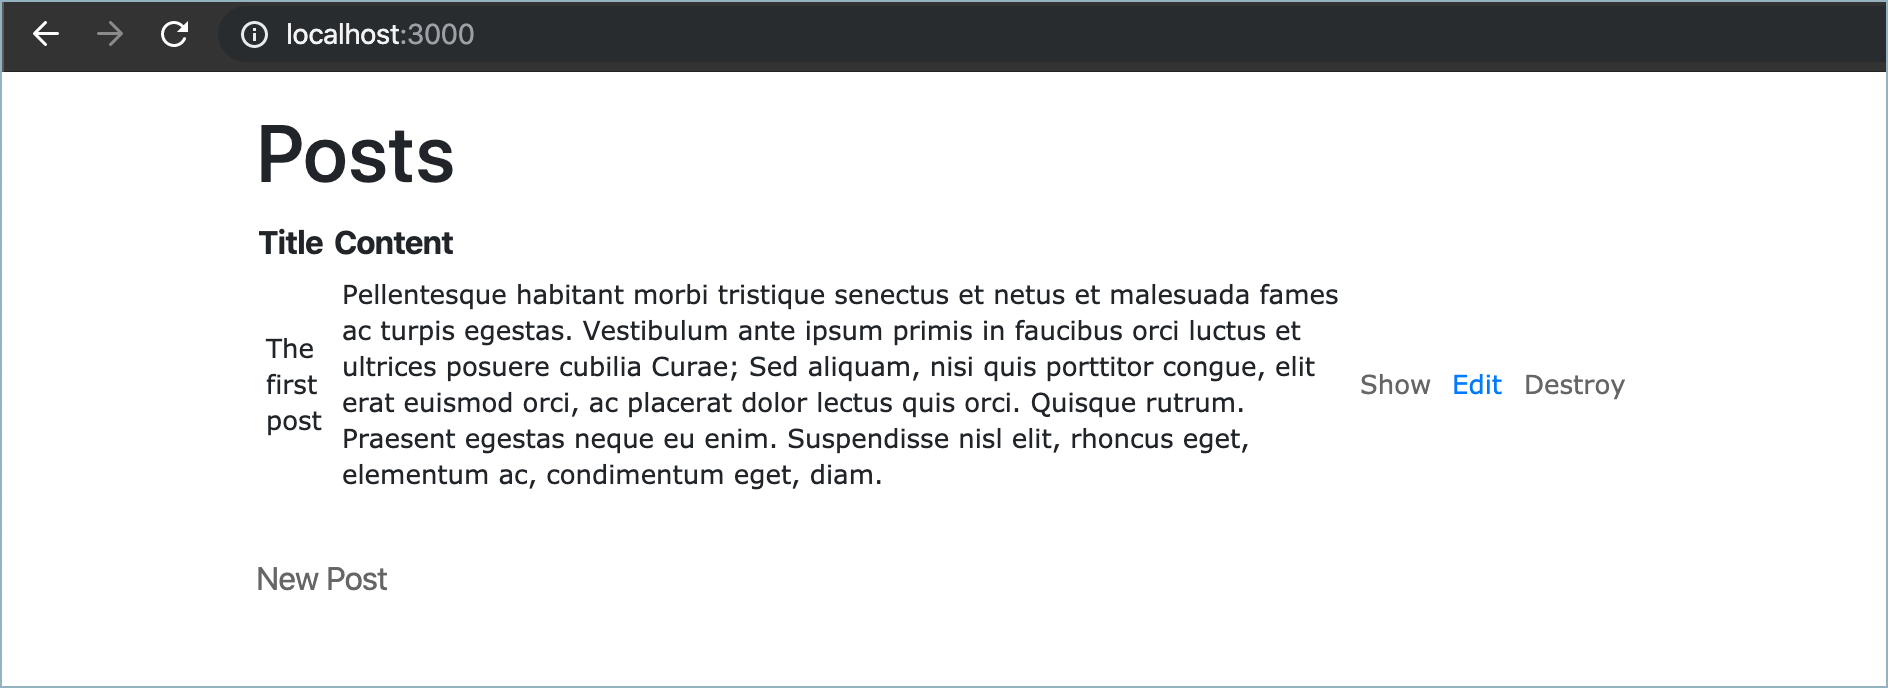 localhost:3000
Posts
Title Content
The
first
post
Pellentesque habitant morbi tristique senectus et netus et malesuada fames
ac turpis egestas. Vestibulum ante ipsum primis in faucibus orci luctus et
ultrices posuere cubilia Curae; Sed aliquam, nisi quis porttitor congue, elit
erat euismod orci, ac placerat dolor lectus quis orci. Quisque rutrum.
Praesent egestas neque eu enim. Suspendisse nisl elit, rhoncus eget,
elementum ac, condimentum eget, diam.
Show Edit Destroy
New Post